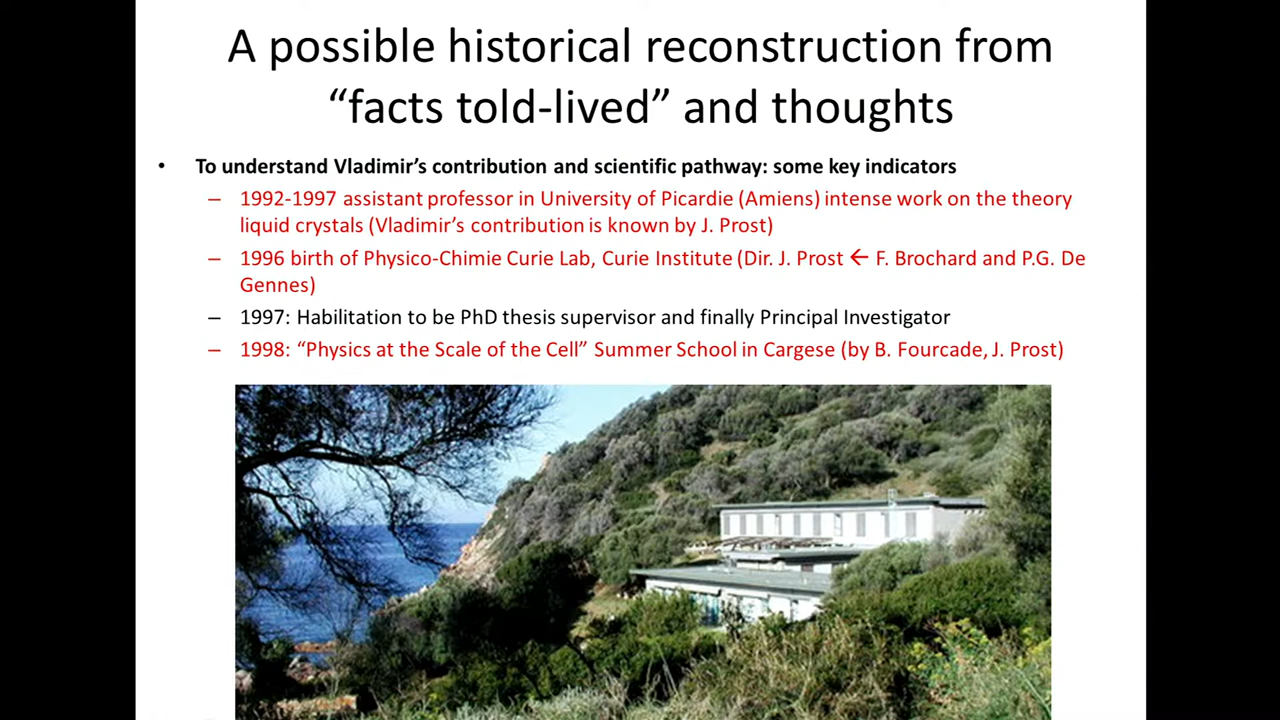 A possible historical reconstruction from
“facts told-lived” and thoughts
• To understand Vladimir’s contribution and scientific pathway: some key indicators
– 1992-1997 assistant professor in University of Picardie (Amiens) intense work on the theory
liquid crystals (Vladimir’s contribution is known by J. Prost)
– 1996 birth of Physico-Chimie Curie Lab, Curie Institute (Dir. J. Prost ← F. Brochard and P.G. De
Gennes)
– 1997: Habilitation to be PhD thesis supervisor and finally Principal Investigator
– 1998: “Physics at the Scale of the Cell” Summer School in Cargese (by B. Fourcade, J. Prost)